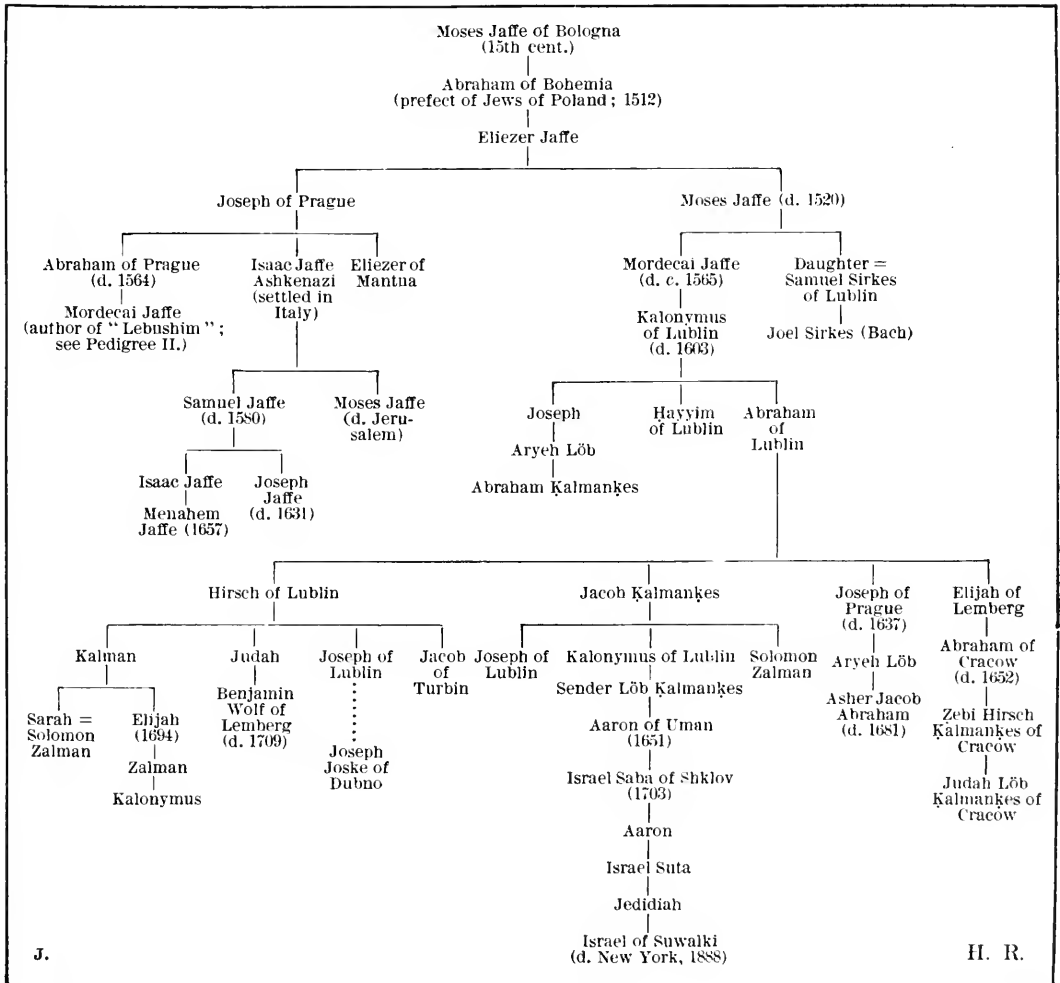 Moses Jaffe of Bologna
(15th cent.)
Abraham of Bohemia
(prefect of Jews of Poland; 1512)
Eliezer Jaffe
Joseph of Prague
Moses Jaffe (d. 1520)
Abraham of Prague
(d. 1564)
Mordecai Jaffe
(author of “Lebushim”;
see Pedigree II.)
Isaac Jaffe
Ashkenazi
(settled in
Italy)
Eliezer of
Mantua
Mordecai Jaffe
(d. c. 1565)
Kalonymus
of Lublin
(d. 1603)
Daughter =
Samuel Sirkes
of Lublin
Joel Sirkes (Bach)
Samuel Jaffe
(d. 1580)
Moses Jaffe
(d. Jeru-
salem)
Isaac Jaffe
Menahem
Jaffe (1657)
Joseph
Jaffe
(d. 1631)
Joseph
Aryeh Löb
Abraham Ḳalmanḳes
Ḥayyim
of Lublin
Abraham
of
Lublin
Hirsch of Lublin
Jacob Ḳalmanḳes
Joseph of
Prague
(d. 1637)
Aryeh Löb
Asher Jacob
Abraham
(d. 1681)
Elijah of
Lemberg
Abraham of
Cracow
(d. 1652)
Zebi Hirsch
Ḳalmanḳes of
Cracow
Judah Löb
Ḳalmanḳes of
Cracow
Kalman
Judah
Benjamin
Wolf of
Lemberg
(d. 1709)
Joseph of
Lublin
Joseph
Joske of
Dubno
Jacob
of
Turbin
Sarah =
Solomon
Zalman
Elijah
(1694)
Zalman
Kalonymus
Joseph of
Lublin
Kalonymus of Lublin
Sender Löb Ḳalmanḳes
Aaron of Uman
(1651)
Israel Saba of Shklov
(1703)
Aaron
Israel Suta
Jedidiah
Israel of Suwalki
(d. New York, 1888)
Solomon
Zalman
J.
H. R.